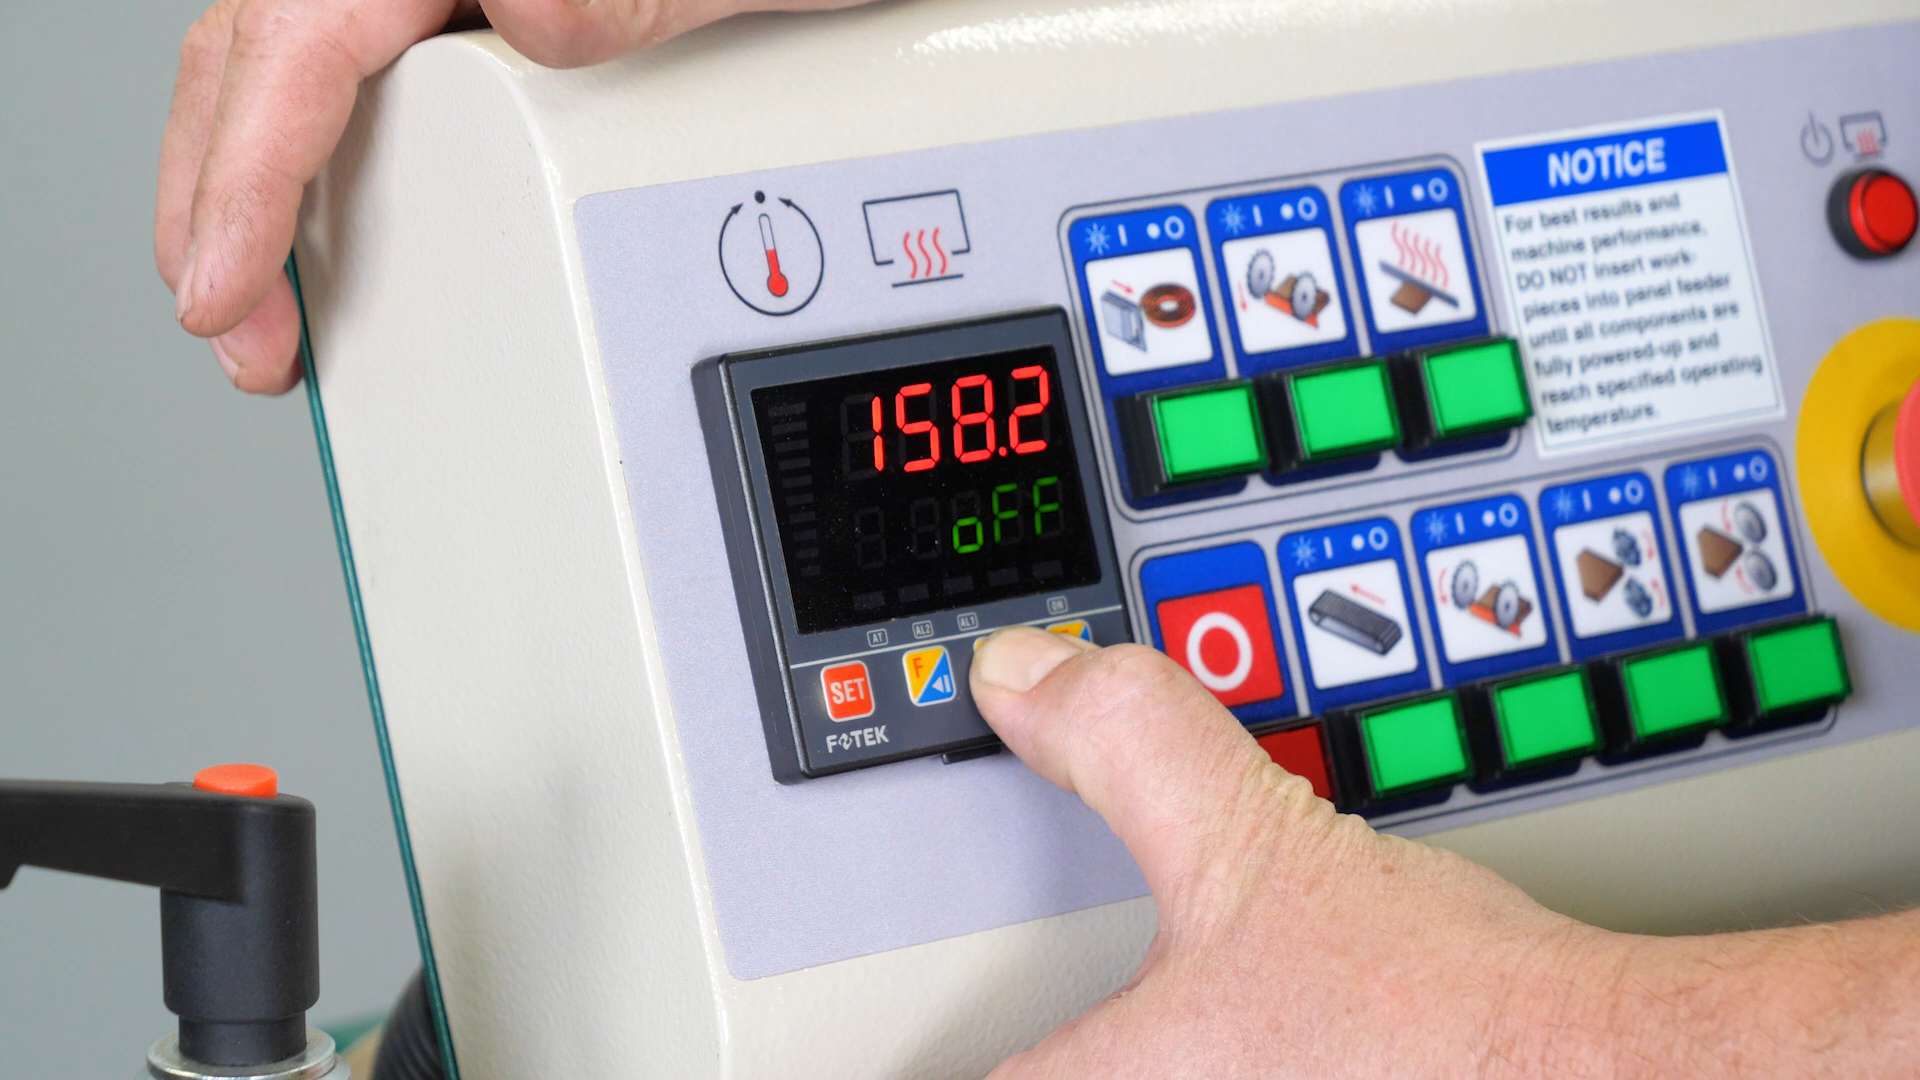 NOTICE
For best results and
machine performance,
DO NOT insert work-
pieces into panel feeder
until all components are
fully powered-up and
reach specified operating
temperature.
158.2
oFF
AT AL2 AL1 ON
SET F
FOTEK